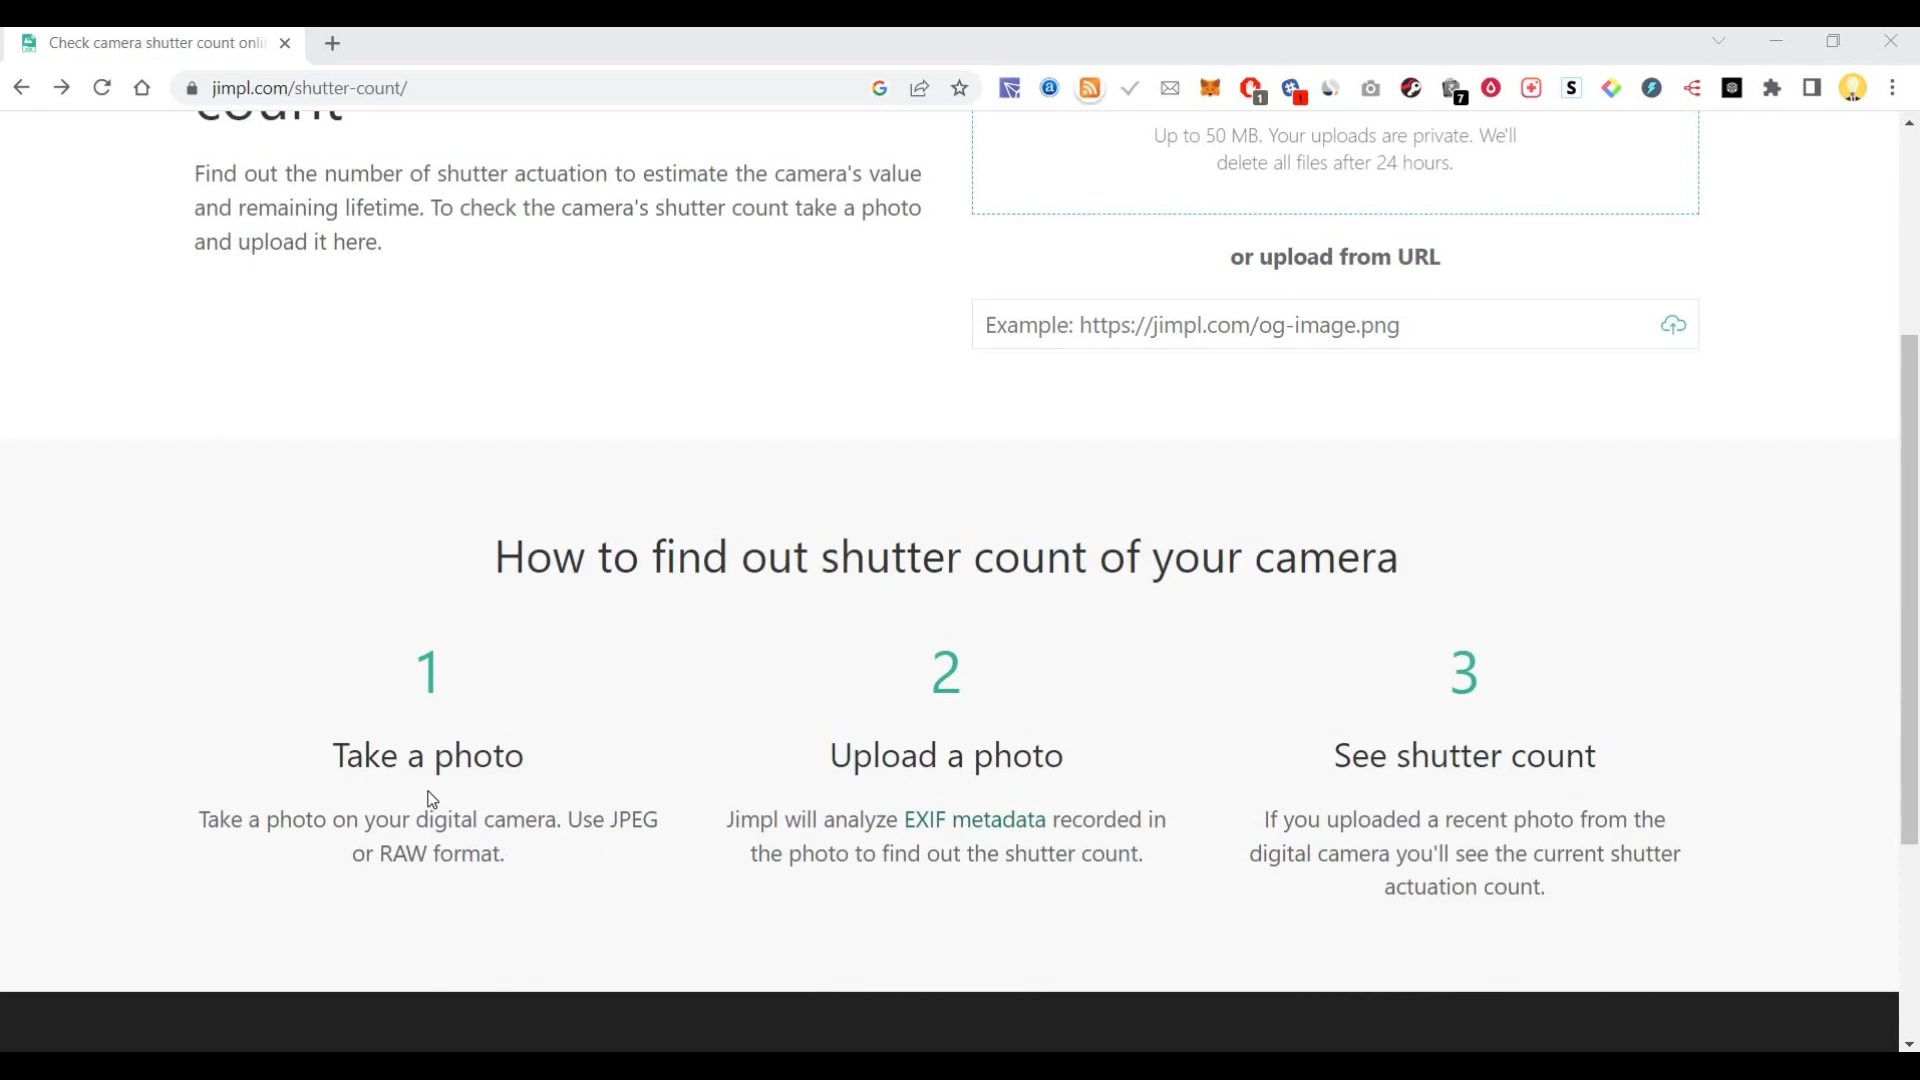 Check camera shutter count onli
jimpl.com/shutter-count/
1
1
7
S
count
Find out the number of shutter actuation to estimate the camera's value
and remaining lifetime. To check the camera's shutter count take a photo
and upload it here.
Up to 50 MB. Your uploads are private. We'll
delete all files after 24 hours.
or upload from URL
Example: https://jimpl.com/og-image.png
How to find out shutter count of your camera
1
Take a photo
Take a photo on your digital camera. Use JPEG
or RAW format.
2
Upload a photo
Jimpl will analyze EXIF metadata recorded in
the photo to find out the shutter count.
3
See shutter count
If you uploaded a recent photo from the
digital camera you'll see the current shutter
actuation count.